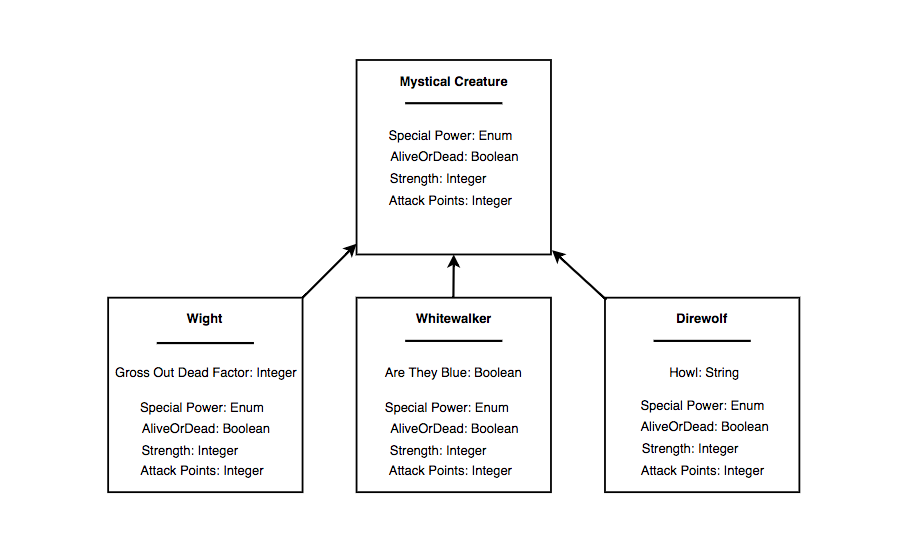 Mystical Creature
Special Power: Enum
AliveOrDead: Boolean
Strength: Integer
Attack Points: Integer
Wight
Gross Out Dead Factor: Integer
Special Power: Enum
AliveOrDead: Boolean
Strength: Integer
Attack Points: Integer
Whitewalker
Are They Blue: Boolean
Special Power: Enum
AliveOrDead: Boolean
Strength: Integer
Attack Points: Integer
Direwolf
Howl: String
Special Power: Enum
AliveOrDead: Boolean
Strength: Integer
Attack Points: Integer